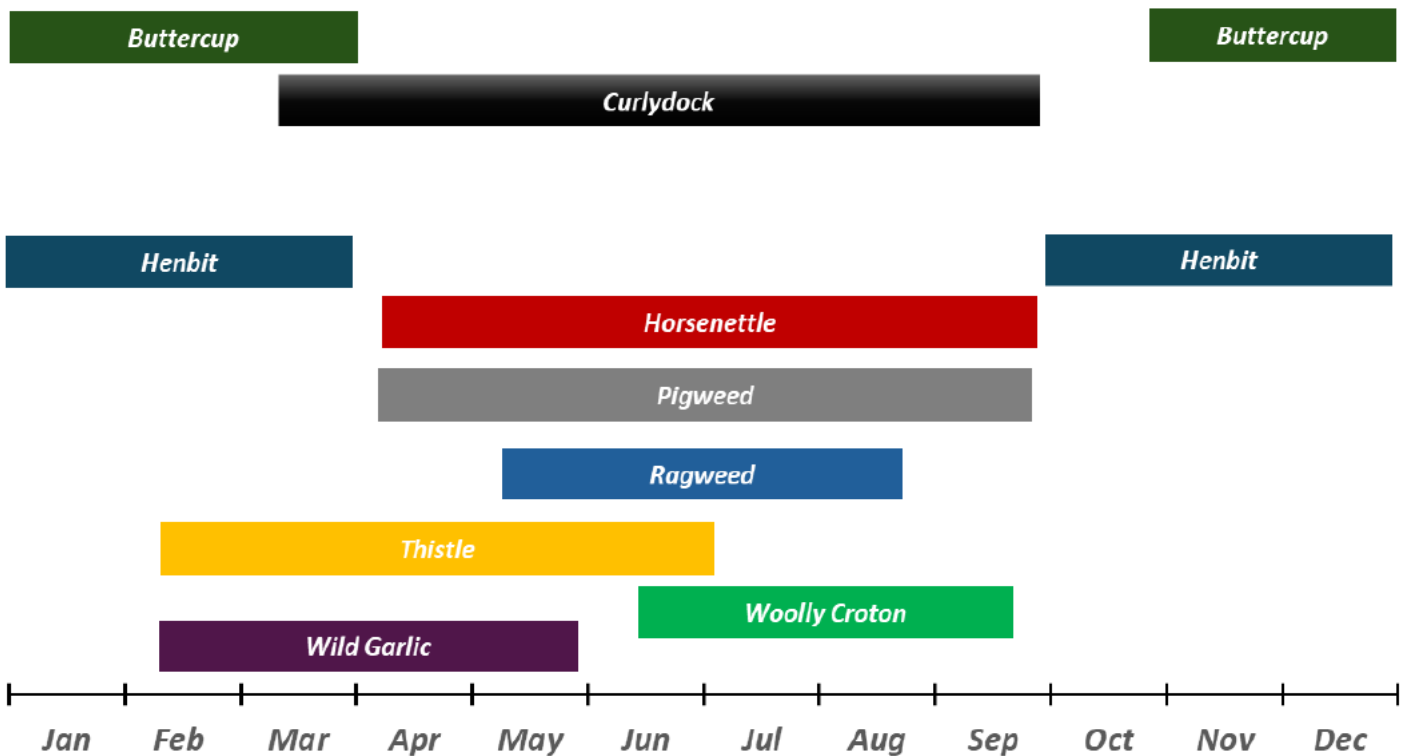 Buttercup
Buttercup
Curlydock
Henbit
Henbit
Horsenettle
Pigweed
Ragweed
Thistle
Woolly Croton
Wild Garlic
Jan Feb Mar Apr May Jun Jul Aug Sep Oct Nov Dec